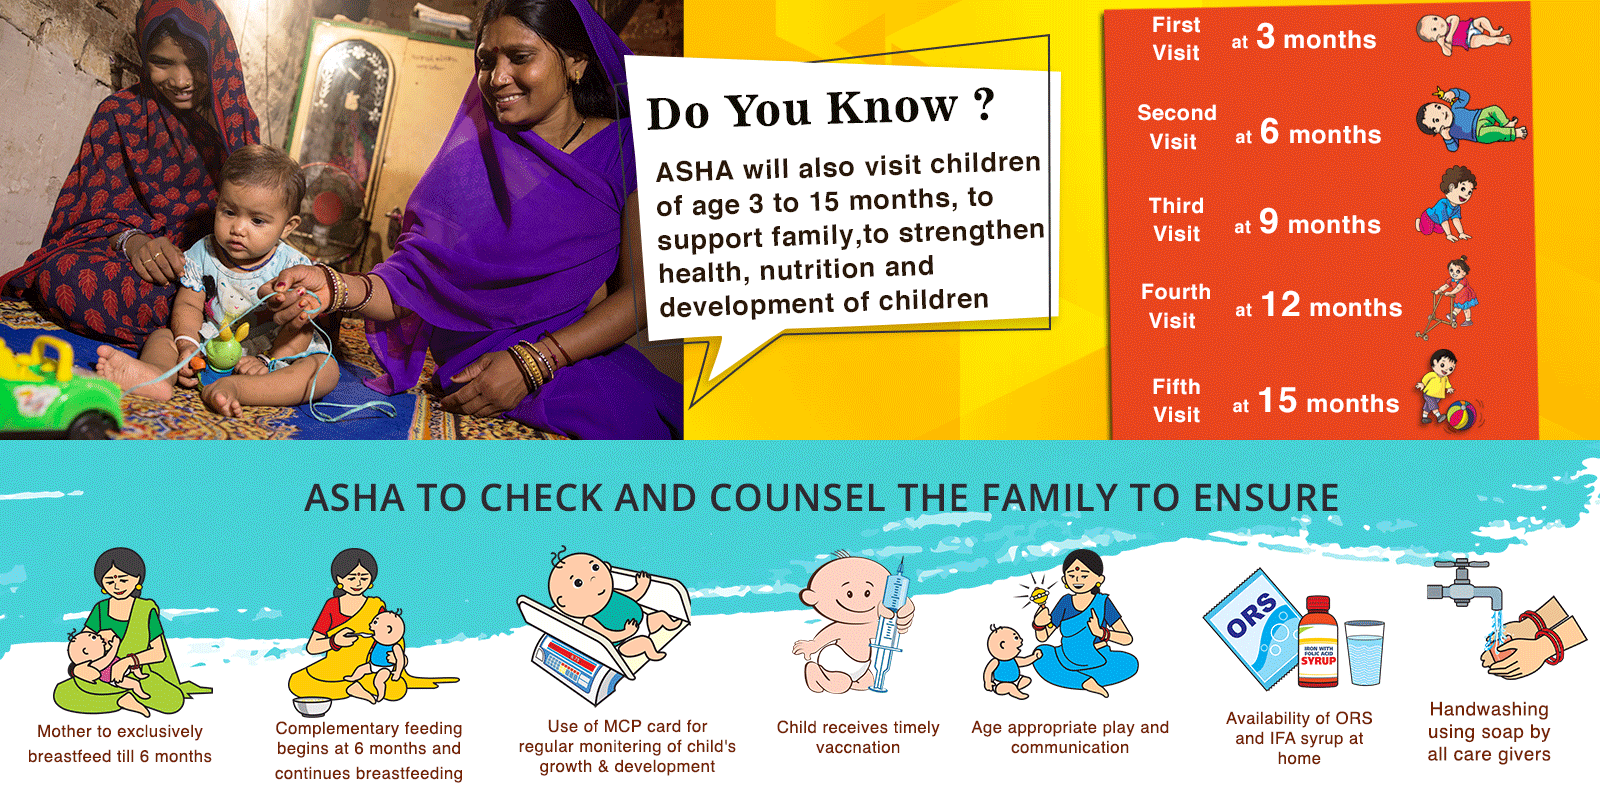 Do You Know ?
ASHA will also visit children
of age 3 to 15 months, to
support family,to strengthen
health, nutrition and
development of children
First
Visit
at 3 months
Second
Visit
at 6 months
Third
Visit
at 9 months
Fourth
Visit
at 12 months
Fifth
Visit
at 15 months
ASHA TO CHECK AND COUNSEL THE FAMILY TO ENSURE
Mother to exclusively
breastfeed till 6 months
Complementary feeding
begins at 6 months and
continues breastfeeding
Use of MCP card for
regular monitering of child's
growth & development
Child receives timely
vaccnation
Age appropriate play and
communication
ORS
IRON WITH
FOLIC ACID
SYRUP
Availability of ORS
and IFA syrup at
home
Handwashing
using soap by
all care givers